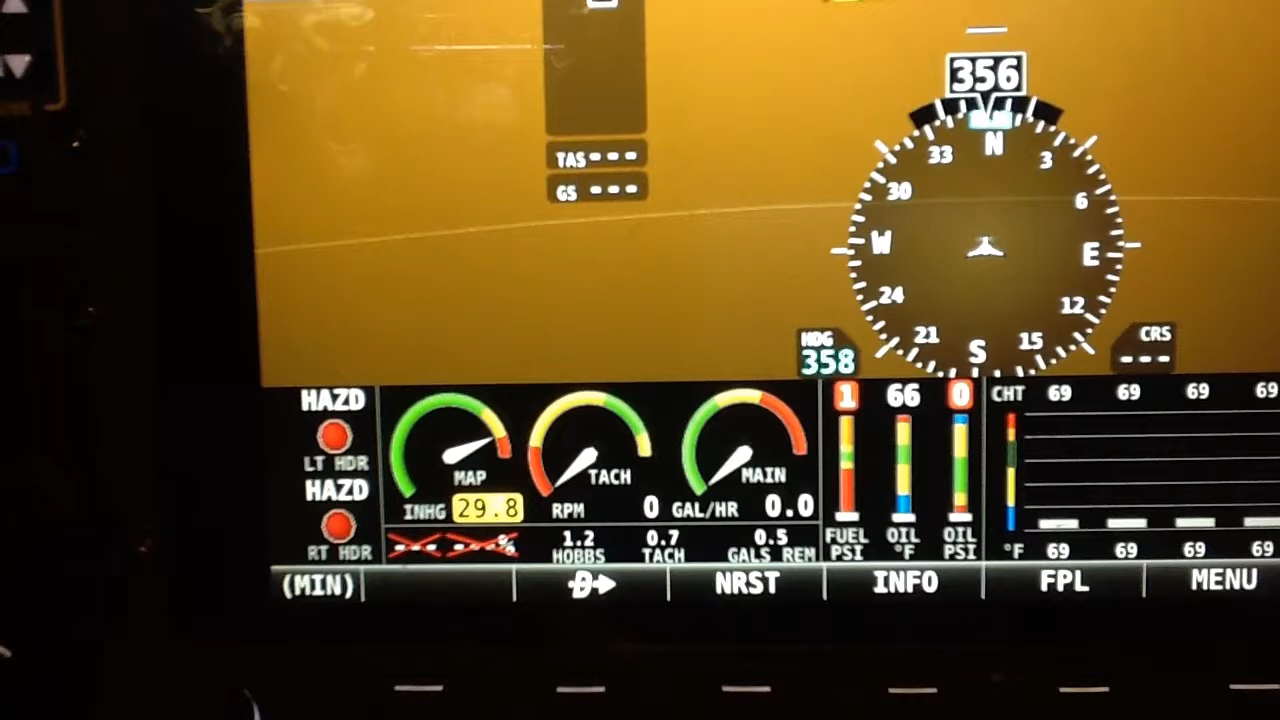 356
TAS---
GS ---
N
33
3
30
6
W
E
24
12
21
15
S
HDG
358
CRS
---
HAZD
LT HDR
HAZD
RT HDR
MAP
INHG 29.8
TACH
RPM 0
MAIN
GAL/HR 0.0
1.2
HOBBS
0.7
TACH
0.5
GALS REM
1
66
0
FUEL
PSI
OIL
°F
OIL
PSI
CHT 69 69 69 69
°F 69 69 69 69
(MIN)
D
NRST
INFO
FPL
MENU